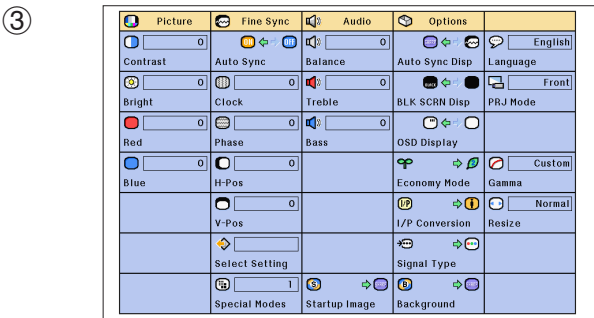 ③
Picture Fine Sync Audio Options
0 ON OFF 0 English
Contrast Auto Sync Balance Auto Sync Disp Language
0 0 0 Front
Bright Clock Treble BLK SCRN Disp PRJ Mode
0 0 0
Red Phase Bass OSD Display
0 0 Custom
Blue H-Pos Economy Mode Gamma
0 I/P Normal
V-Pos I/P Conversion Resize
Select Setting Signal Type
1 S B
Special Modes Startup Image Background